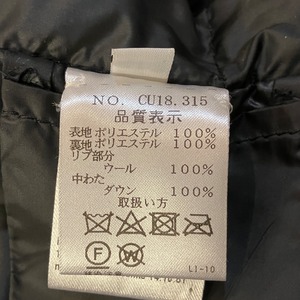 NO. CU18.315
品質表示
表地 ポリエステル 100%
裏地 ポリエステル 100%
リブ部分
ウール 100%
中わた
ダウン 100%
取扱い方
F W
LI-10